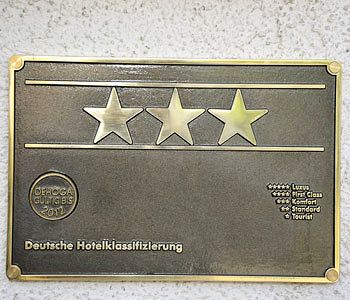 DEHOGA
GÜLTIG BIS
2012
★★★★★ Luxus
★★★★ First Class
★★★ Komfort
★★ Standard
★ Tourist
Deutsche Hotelklassifizierung